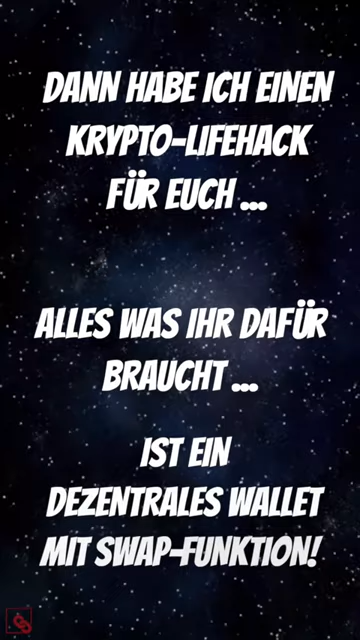 DANN HABE ICH EINEN
KRYPTO-LIFEHACK
FÜR EUCH ...
ALLES WAS IHR DAFÜR
BRAUCHT ...
IST EIN
DEZENTRALES WALLET
MIT SWAP-FUNKTION!